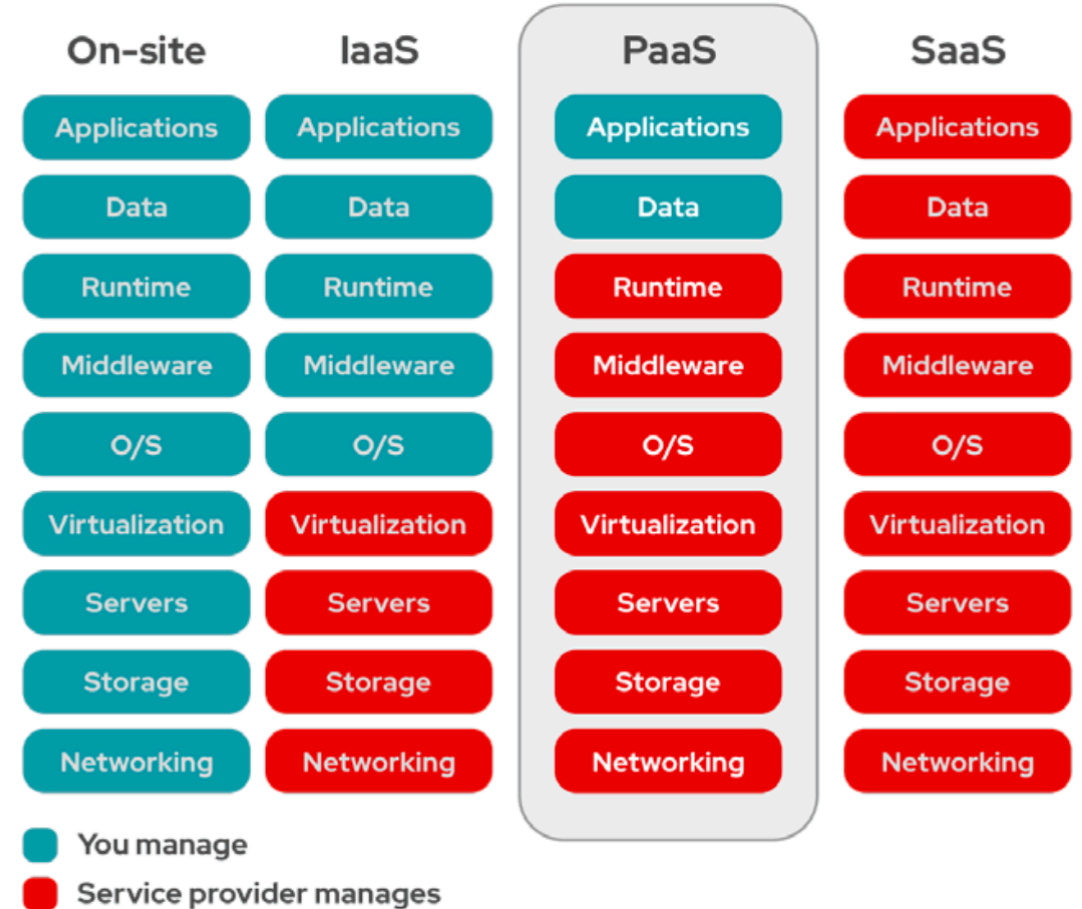 On-site IaaS PaaS SaaS
Applications Applications Applications Applications
Data Data Data Data
Runtime Runtime Runtime Runtime
Middleware Middleware Middleware Middleware
O/S O/S O/S O/S
Virtualization Virtualization Virtualization Virtualization
Servers Servers Servers Servers
Storage Storage Storage Storage
Networking Networking Networking Networking
You manage
Service provider manages